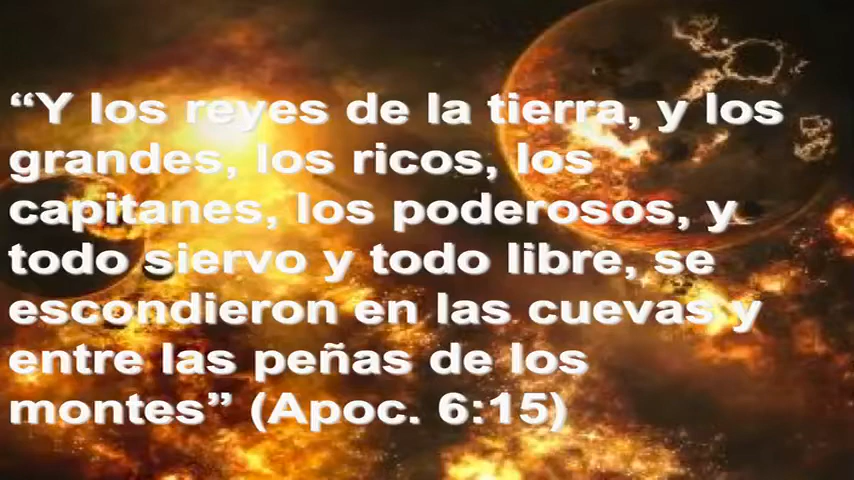 “Y los reyes de la tierra, y los
grandes, los ricos, los
capitanes, los poderosos, y
todo siervo y todo libre, se
escondieron en las cuevas y
entre las peñas de los
montes” (Apoc. 6:15)